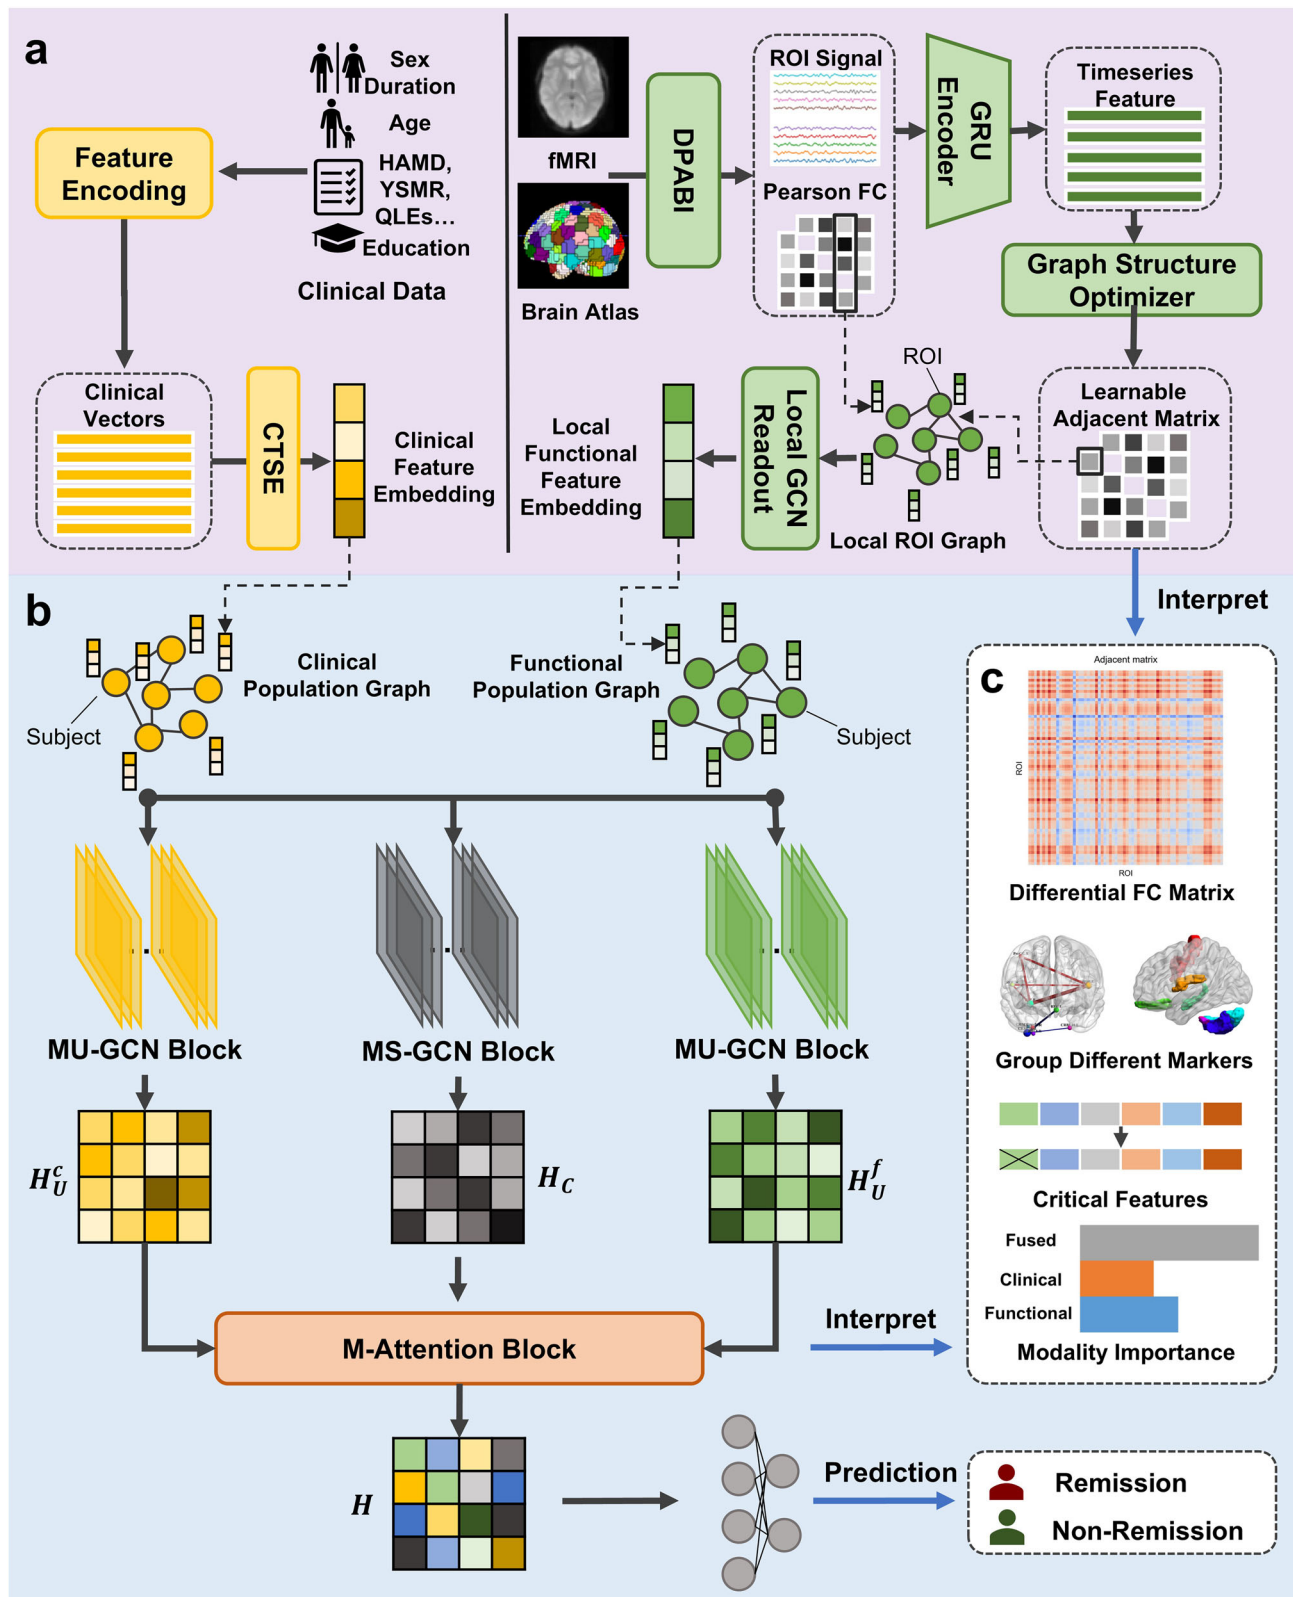 a
Sex
Duration
Age
HAMD,
YSMR,
QLEs...
Education
Clinical Data
Feature
Encoding
Clinical
Vectors
CTSE
Clinical
Feature
Embedding
fMRI
Brain Atlas
DPABI
ROI Signal
Pearson FC
GRU
Encoder
Timeseries
Feature
Graph Structure
Optimizer
Learnable
Adjacent Matrix
ROI
Local ROI Graph
Local GCN
Readout
Local
Functional
Feature
Embedding
b
Clinical
Population Graph
Subject
Functional
Population Graph
Subject
Interpret
MU-GCN Block
MS-GCN Block
MU-GCN Block
H_U^c
H_C
H_U^f
M-Attention Block
Interpret
H
Prediction
Remission
Non-Remission
c
Adjacent matrix
ROI
ROI
Differential FC Matrix
Group Different Markers
Critical Features
Fused
Clinical
Functional
Modality Importance